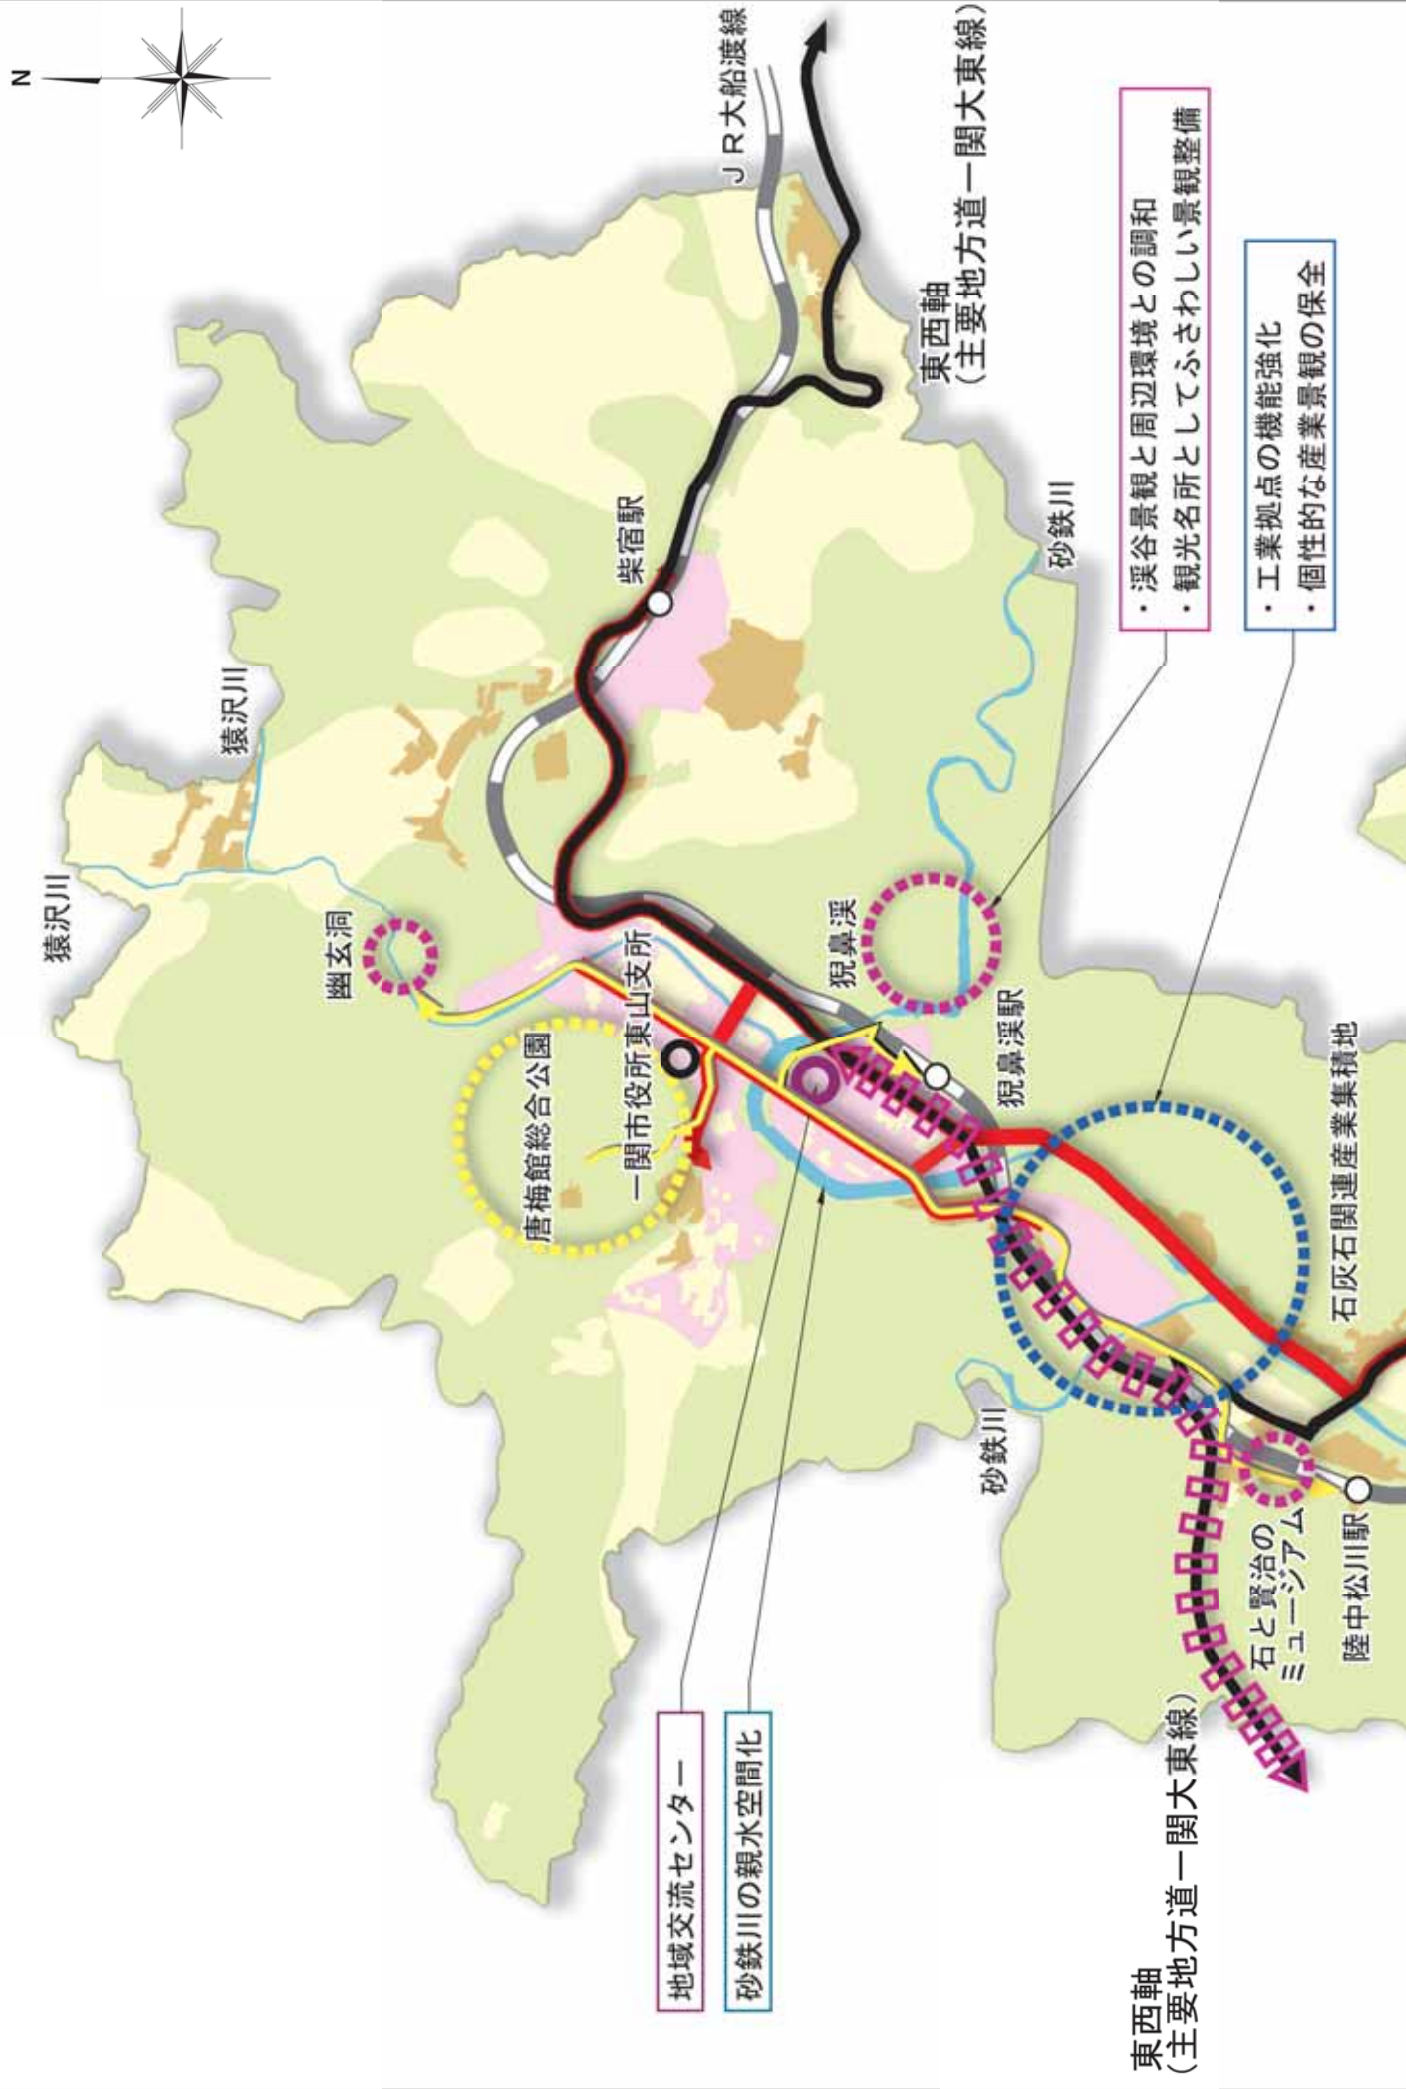 N
猿沢川
猿沢川
幽玄洞
唐梅館総合公園
一関市役所東山支所
柴宿駅
JR大船渡線
東西軸
(主要地方道一関大東線)
砂鉄川
猊鼻渓
猊鼻渓駅
・渓谷景観と周辺環境との調和
・観光名所としてふさわしい景観整備
・工業拠点の機能強化
・個性的な産業景観の保全
地域交流センター
砂鉄川の親水空間化
砂鉄川
石灰石関連産業集積地
石と賢治の
ミュージアム
陸中松川駅
東西軸
(主要地方道一関大東線)